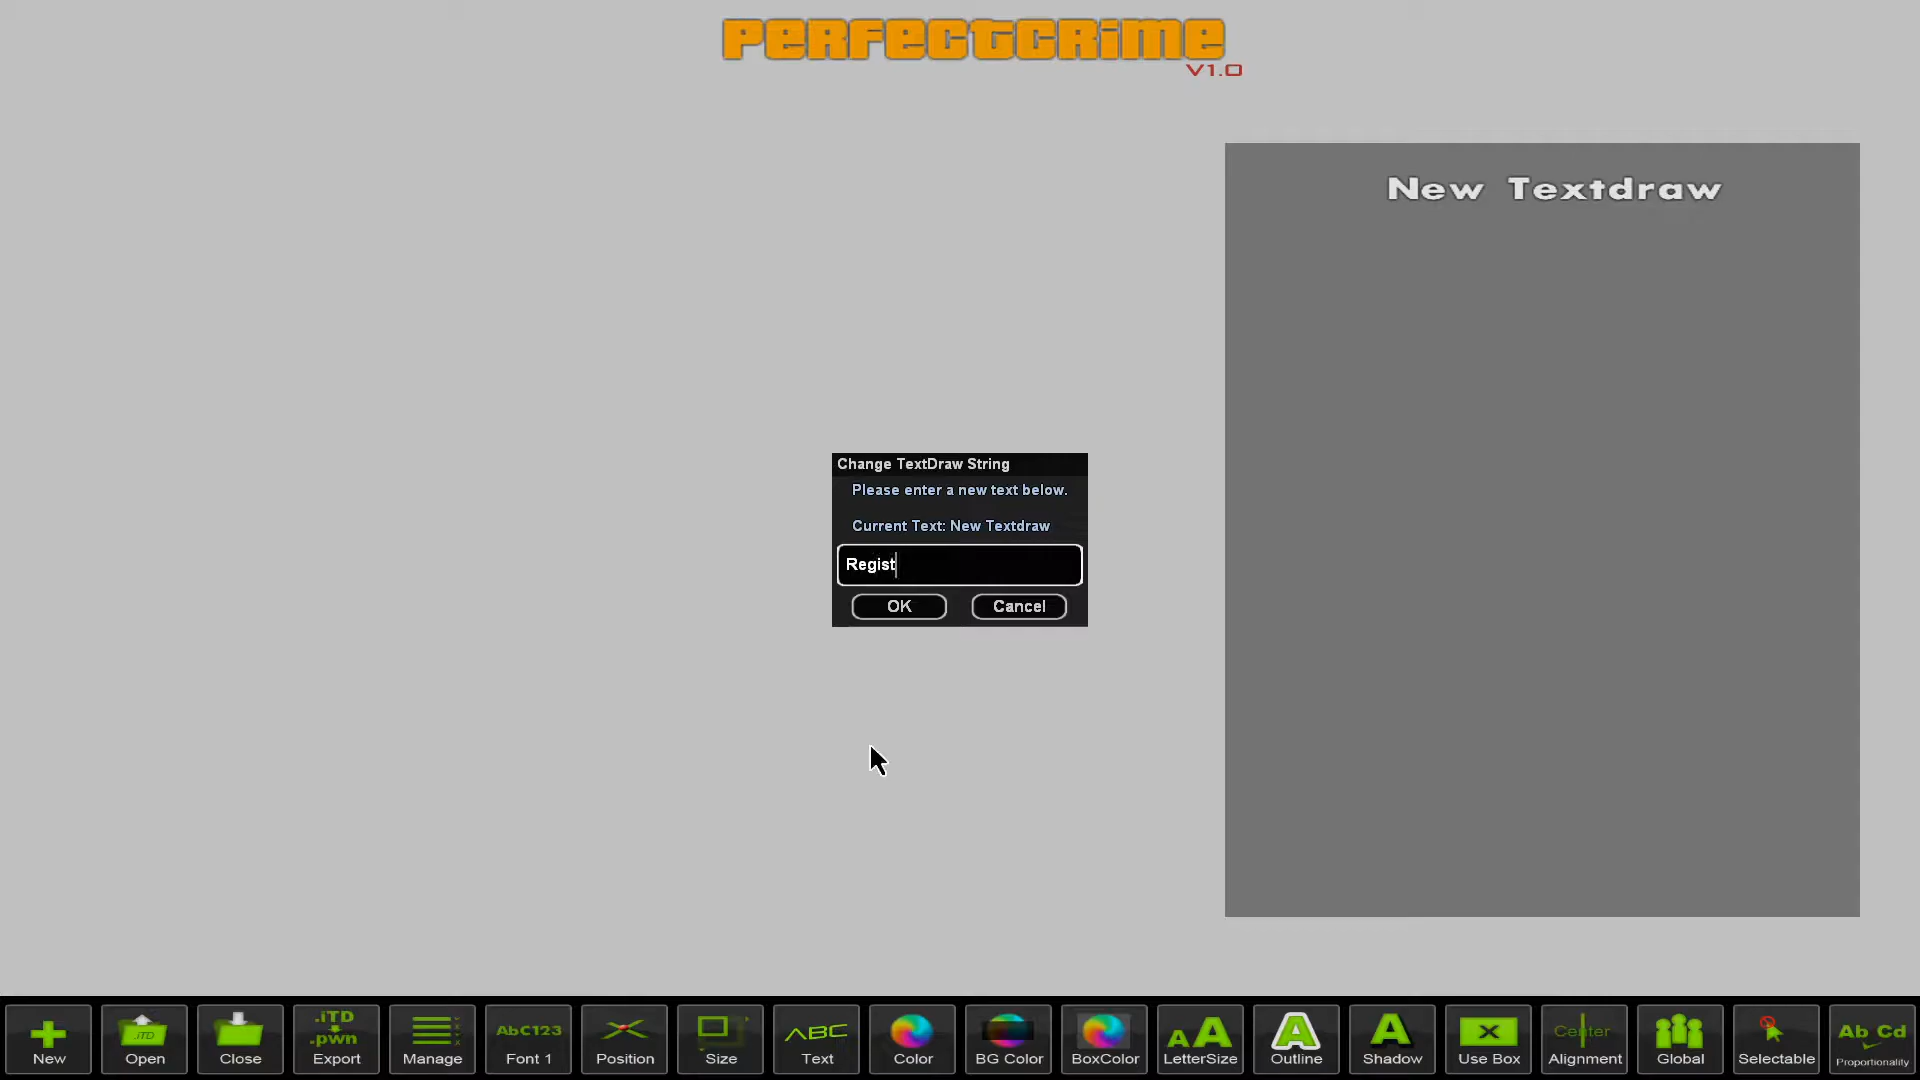 PERFECTCRiME
V1.0
New Textdraw
Change TextDraw String
Please enter a new text below.
Current Text: New Textdraw
Regist
OK
Cancel
New
.iTD
Open
Close
.iTD
.pwn
Export
Manage
AbC123
Font 1
Position
Size
ABC
Text
Color
BG Color
BoxColor
AA
LetterSize
A
Outline
A
Shadow
X
Use Box
Center
Alignment
Global
Selectable
Ab Cd
Proportionality